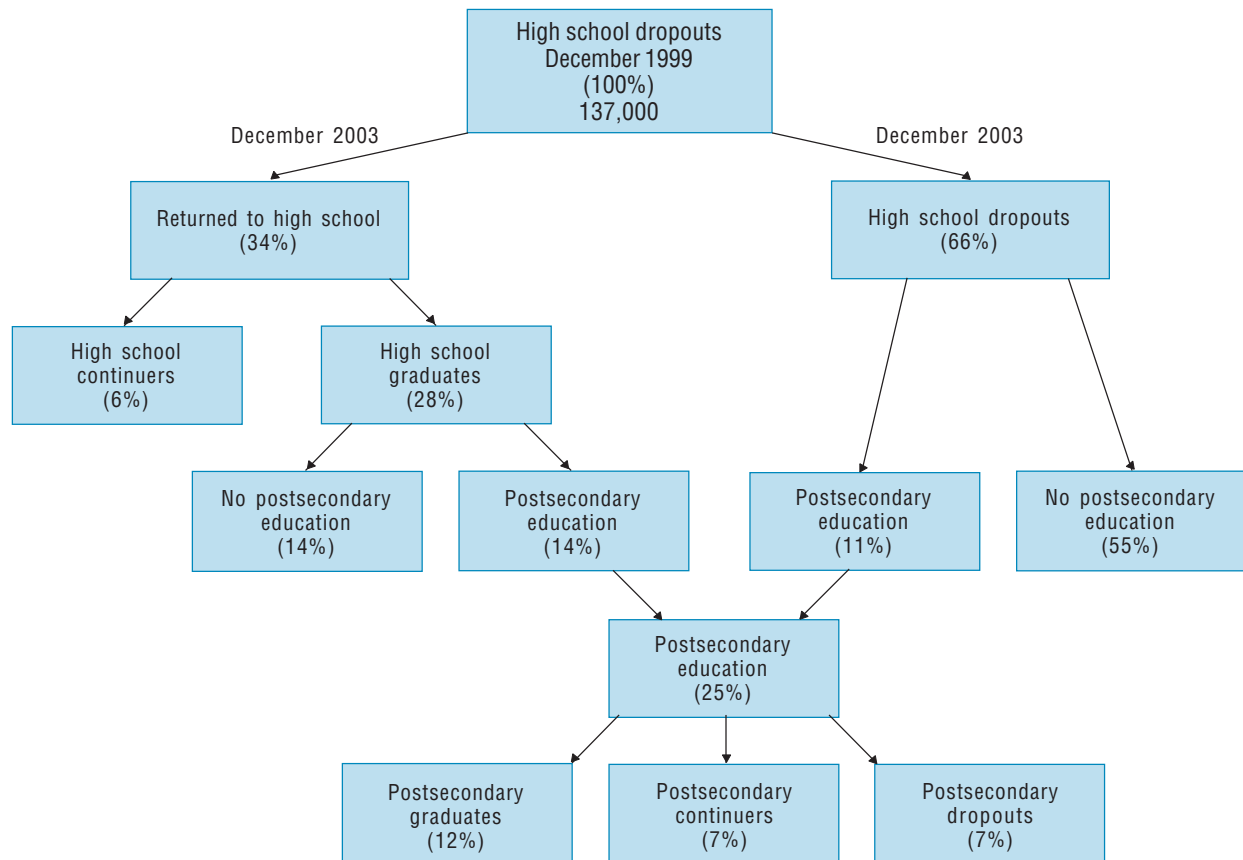 High school dropouts
December 1999
(100%)
137,000
December 2003
December 2003
Returned to high school
(34%)
High school dropouts
(66%)
High school
continuers
(6%)
High school
graduates
(28%)
No postsecondary
education
(14%)
Postsecondary
education
(14%)
Postsecondary
education
(11%)
No postsecondary
education
(55%)
Postsecondary
education
(25%)
Postsecondary
graduates
(12%)
Postsecondary
continuers
(7%)
Postsecondary
dropouts
(7%)